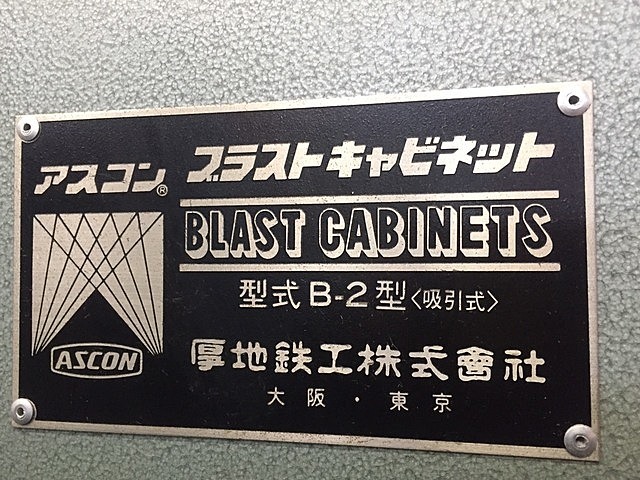 アスコン®
ブラストキャビネット
BLAST CABINETS
型式B-2型〈吸引式〉
ASCON
厚地鉄工株式會社
大阪・東京